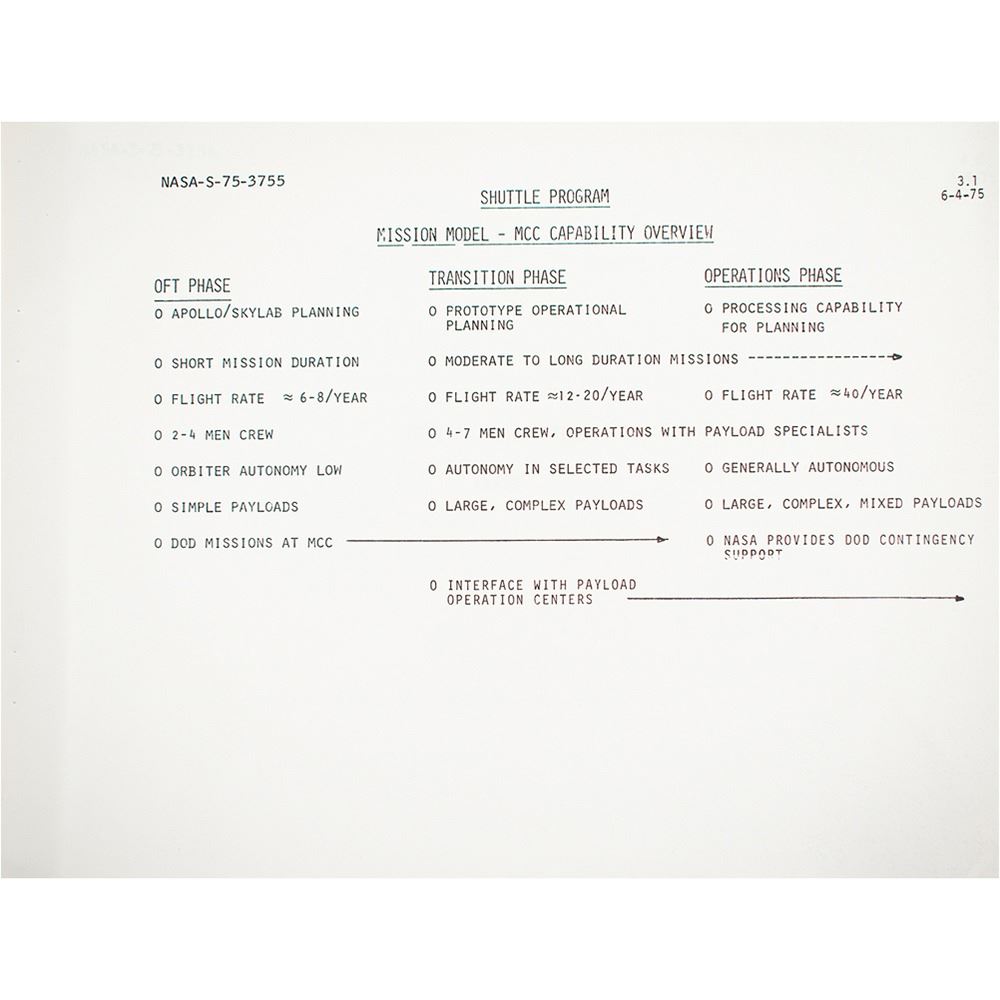 NASA-S-75-3755
3.1
6-4-75
SHUTTLE PROGRAM
MISSION MODEL - MCC CAPABILITY OVERVIEW
OFT PHASE
O APOLLO/SKYLAB PLANNING
O SHORT MISSION DURATION
O FLIGHT RATE ≈ 6-8/YEAR
O 2-4 MEN CREW
O ORBITER AUTONOMY LOW
O SIMPLE PAYLOADS
O DOD MISSIONS AT MCC
TRANSITION PHASE
O PROTOTYPE OPERATIONAL
PLANNING
O MODERATE TO LONG DURATION MISSIONS
O FLIGHT RATE ≈12-20/YEAR
O 4-7 MEN CREW, OPERATIONS WITH PAYLOAD SPECIALISTS
O AUTONOMY IN SELECTED TASKS
O LARGE, COMPLEX PAYLOADS
O INTERFACE WITH PAYLOAD
OPERATION CENTERS
OPERATIONS PHASE
O PROCESSING CAPABILITY
FOR PLANNING
O FLIGHT RATE ≈40/YEAR
O GENERALLY AUTONOMOUS
O LARGE, COMPLEX, MIXED PAYLOADS
O NASA PROVIDES DOD CONTINGENCY
SUPPORT